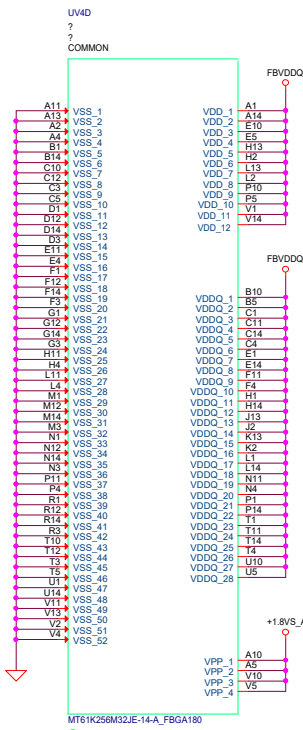 UV4D
?
?
COMMON
FBVDDQ
A11 VSS_1 VDD_1 A1
A13 VSS_2 VDD_2 A14
A2 VSS_3 VDD_3 E10
A4 VSS_4 VDD_4 E5
B1 VSS_5 VDD_5 H13
B14 VSS_6 VDD_6 H2
C10 VSS_7 VDD_7 L13
C12 VSS_8 VDD_8 L2
C3 VSS_9 VDD_9 P10
C5 VSS_10 VDD_10 P5
D1 VSS_11 VDD_11 V1
D12 VSS_12 VDD_12 V14
D14 VSS_13
D3 VSS_14
E11 VSS_15
FBVDDQ
E4 VSS_16
F1 VSS_17
F12 VSS_18
F14 VSS_19 VDDQ_1 B10
F3 VSS_20 VDDQ_2 B5
G1 VSS_21 VDDQ_3 C1
G12 VSS_22 VDDQ_4 C11
G14 VSS_23 VDDQ_5 C14
G3 VSS_24 VDDQ_6 C4
H11 VSS_25 VDDQ_7 E1
H4 VSS_26 VDDQ_8 E14
L11 VSS_27 VDDQ_9 F11
L4 VSS_28 VDDQ_10 F4
M1 VSS_29 VDDQ_11 H1
M12 VSS_30 VDDQ_12 H14
M14 VSS_31 VDDQ_13 J13
M3 VSS_32 VDDQ_14 J2
N1 VSS_33 VDDQ_15 K13
N12 VSS_34 VDDQ_16 K2
N14 VSS_35 VDDQ_17 L1
N3 VSS_36 VDDQ_18 L14
P11 VSS_37 VDDQ_19 N11
P4 VSS_38 VDDQ_20 N4
R1 VSS_39 VDDQ_21 P1
R12 VSS_40 VDDQ_22 P14
R14 VSS_41 VDDQ_23 T1
R3 VSS_42 VDDQ_24 T11
T10 VSS_43 VDDQ_25 T14
T12 VSS_44 VDDQ_26 T4
T3 VSS_45 VDDQ_27 U10
T5 VSS_46 VDDQ_28 U5
U1 VSS_47
U14 VSS_48
V11 VSS_49
V13 VSS_50
V2 VSS_51
V4 VSS_52
+1.8VS_A
VPP_1 A10
VPP_2 A5
VPP_3 V10
VPP_4 V5
MT61K256M32JE-14-A_FBGA180